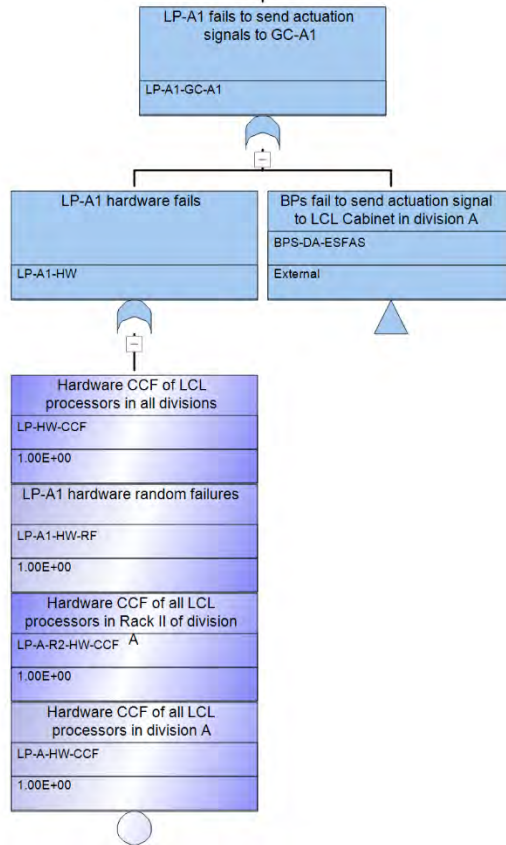 LP-A1 fails to send actuation
signals to GC-A1
LP-A1-GC-A1
LP-A1 hardware fails
LP-A1-HW
BPs fail to send actuation signal
to LCL Cabinet in division A
BPS-DA-ESFAS
External
Hardware CCF of LCL
processors in all divisions
LP-HW-CCF
1.00E+00
LP-A1 hardware random failures
LP-A1-HW-RF
1.00E+00
Hardware CCF of all LCL
processors in Rack II of division
A
LP-A-R2-HW-CCF
1.00E+00
Hardware CCF of all LCL
processors in division A
LP-A-HW-CCF
1.00E+00